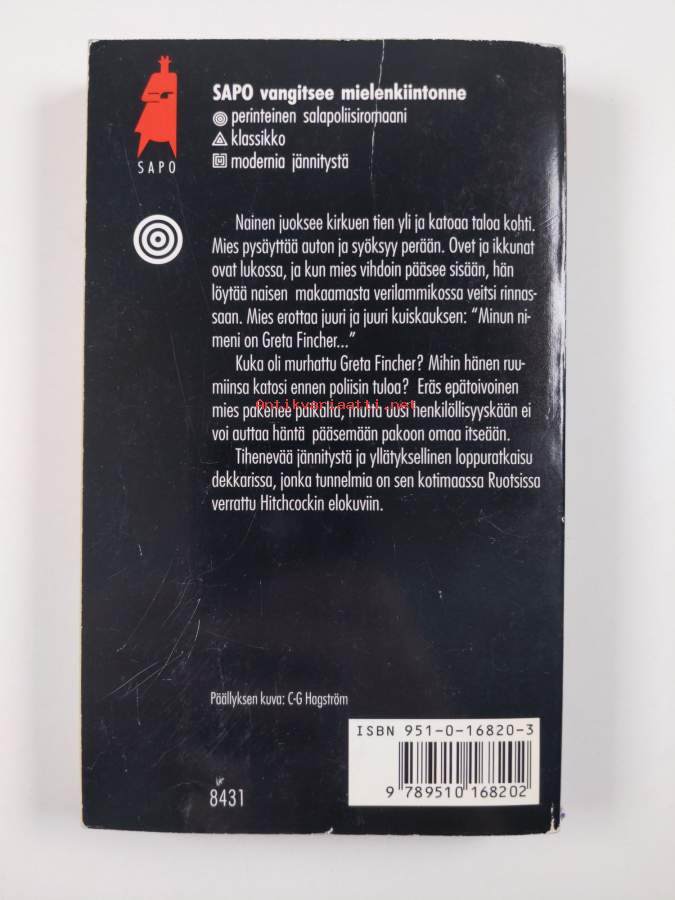 SAPO vangitsee mielenkiintonne
perinteinen salapoliisiromaani
klassikko
modernia jännitystä
SAPO
Nainen juoksee kirkuen tien yli ja katoaa taloa kohti.
Mies pysäyttää auton ja syöksyy perään. Ovet ja ikkunat
ovat lukossa, ja kun mies vihdoin pääsee sisään, hän
löytää naisen makaamasta verilammikossa veitsi rinnas-
saan. Mies erottaa juuri ja juuri kuiskauksen: “Minun ni-
meni on Greta Fincher...”
Kuka oli murhattu Greta Fincher? Mihin hänen ruu-
miinsa katosi ennen poliisin tuloa? Eräs epätoivoinen
Antikvariaatti.net
mies pakenee paikalta, mutta uusi henkilöllisyyskään ei
voi auttaa häntä pääsemään pakoon omaa itseään.
Tihenevää jännitystä ja yllätyksellinen loppuratkaisu
dekkarissa, jonka tunnelmia on sen kotimaassa Ruotsissa
verrattu Hitchcockin elokuviin.
Päällyksen kuva: C-G Hagström
ISBN 951-0-16820-3
9 789510 168202
8431